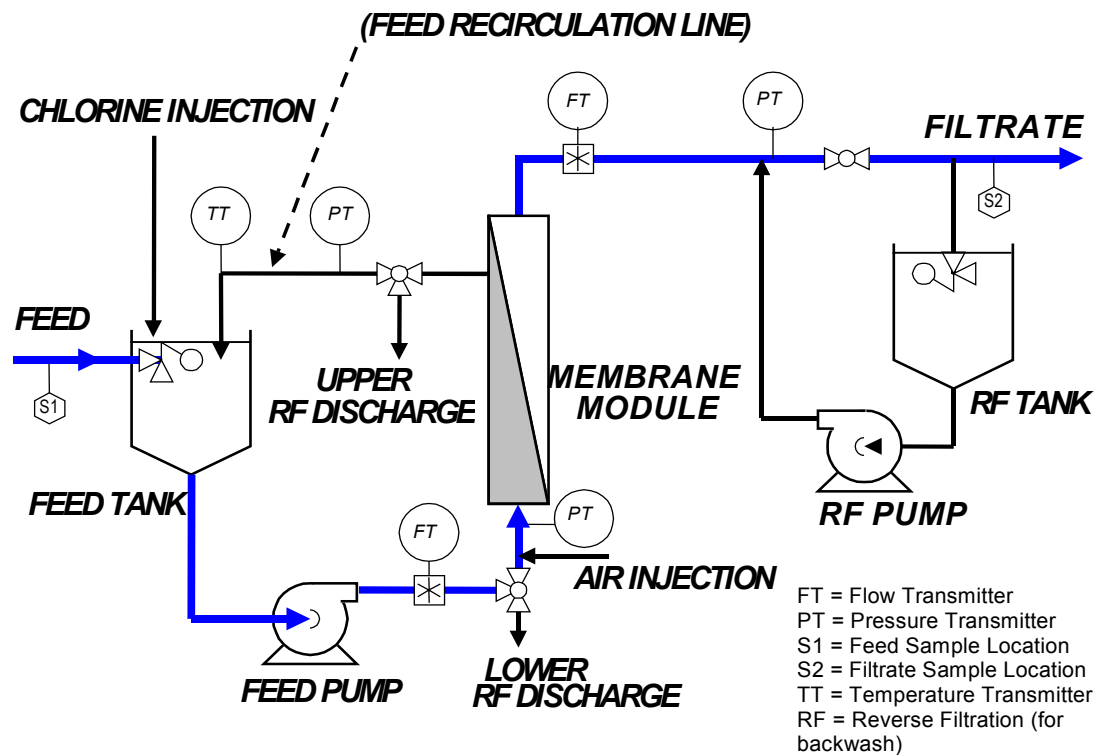 (FEED RECIRCULATION LINE)
CHLORINE INJECTION
FT
PT
FILTRATE
TT
PT
S2
FEED
S1
UPPER
RF DISCHARGE
MEMBRANE
MODULE
RF TANK
FEED TANK
FT
PT
RF PUMP
AIR INJECTION
FEED PUMP
LOWER
RF DISCHARGE
FT = Flow Transmitter
PT = Pressure Transmitter
S1 = Feed Sample Location
S2 = Filtrate Sample Location
TT = Temperature Transmitter
RF = Reverse Filtration (for
backwash)